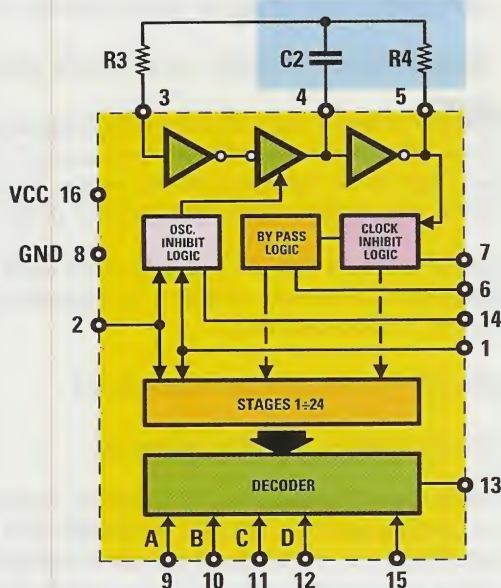 R3
C2
R4
3
4
5
VCC 16
GND 8
OSC.
INHIBIT
LOGIC
BY PASS
LOGIC
CLOCK
INHIBIT
LOGIC
7
6
14
2
1
STAGES 1÷24
DECODER
13
A B C D
9 10 11 12 15